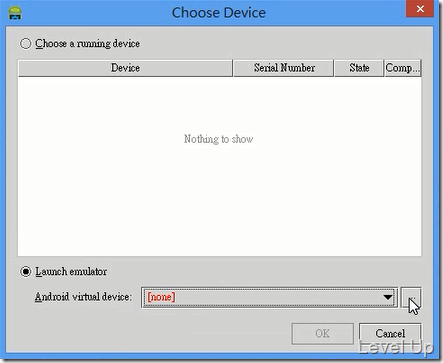 Choose Device
Choose a running device
Device Serial Number State Comp...
Nothing to show
Launch emulator
Android virtual device: [none] ...
OK Cancel
Level Up